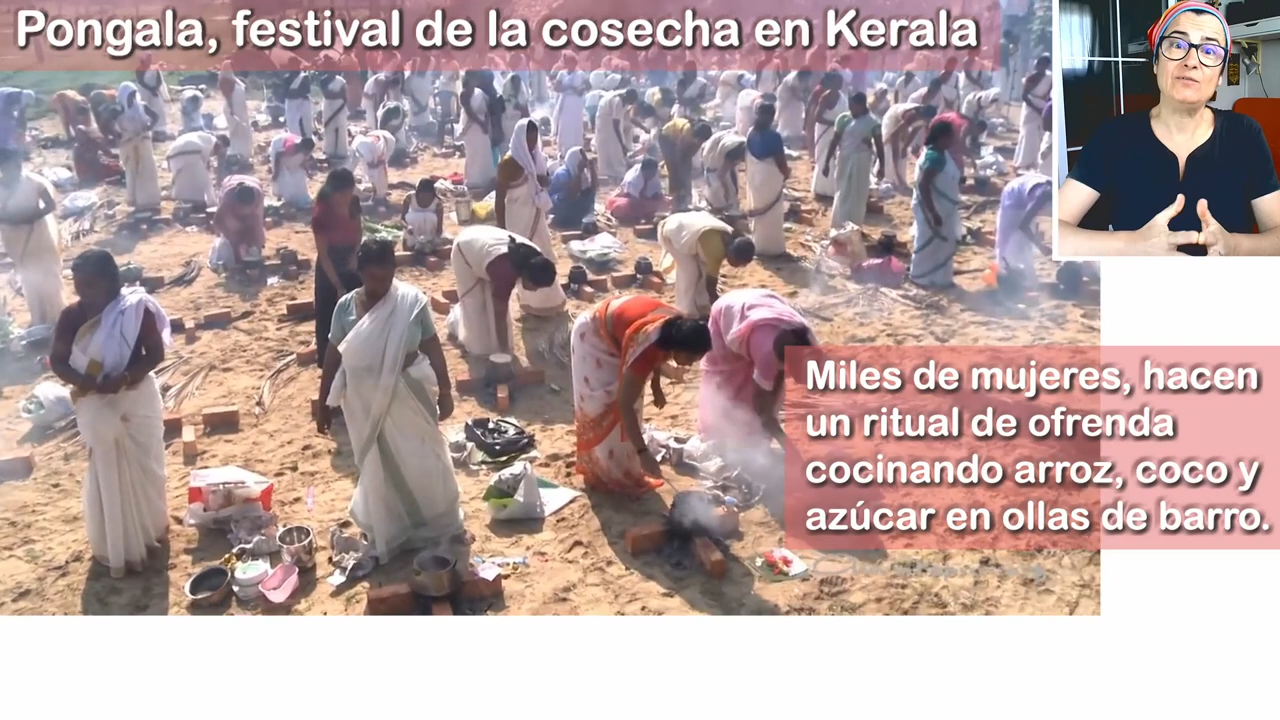 Pongala, festival de la cosecha en Kerala
Miles de mujeres, hacen
un ritual de ofrenda
cocinando arroz, coco y
azúcar en ollas de barro.